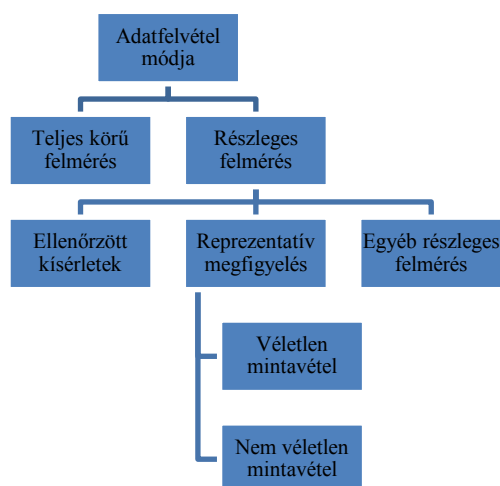 Adatfelvétel
módja
Teljes körű
felmérés
Részleges
felmérés
Ellenőrzött
kísérletek
Reprezentatív
megfigyelés
Egyéb részleges
felmérés
Véletlen
mintavétel
Nem véletlen
mintavétel